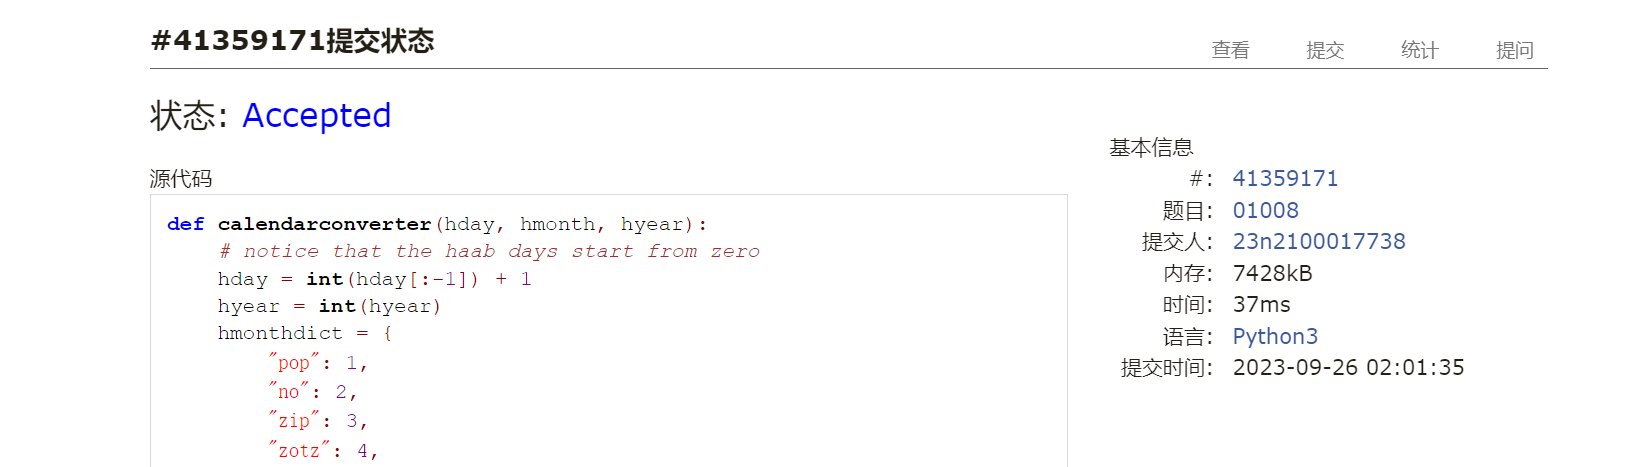 #41359171提交状态
查看 提交 统计 提问
状态: Accepted
源代码
def calendarconverter(hday, hmonth, hyear):
    # notice that the haab days start from zero
    hday = int(hday[:-1]) + 1
    hyear = int(hyear)
    hmonthdict = {
        "pop": 1,
        "no": 2,
        "zip": 3,
        "zotz": 4,
基本信息
#: 41359171
题目: 01008
提交人: 23n2100017738
内存: 7428kB
时间: 37ms
语言: Python3
提交时间: 2023-09-26 02:01:35